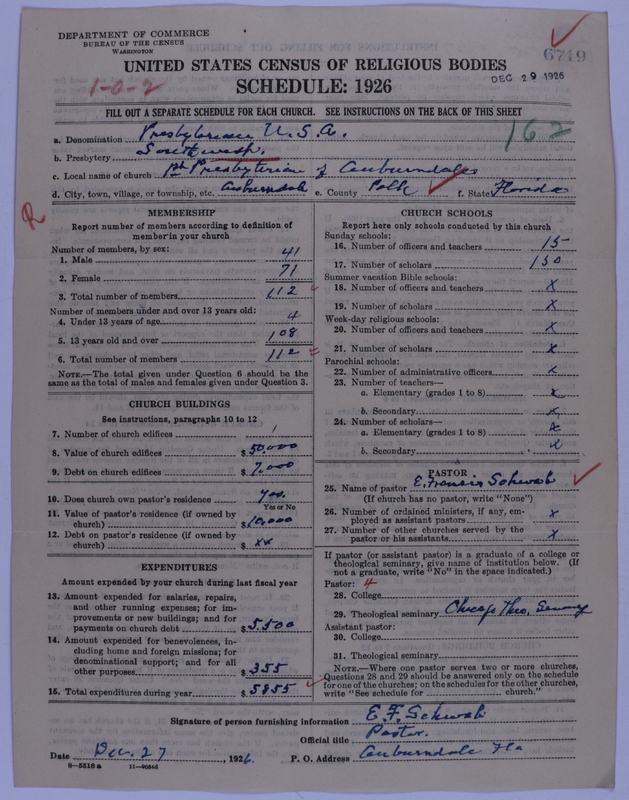 DEPARTMENT OF COMMERCE
BUREAU OF THE CENSUS
WASHINGTON
6719
DEC 29 1926
1-0-2
UNITED STATES CENSUS OF RELIGIOUS BODIES
SCHEDULE: 1926
FILL OUT A SEPARATE SCHEDULE FOR EACH CHURCH. SEE INSTRUCTIONS ON THE BACK OF THIS SHEET
162
a. Denomination Presbyterian U.S.A.
b. Presbytery Southwest.
c. Local name of church 1st Presbyterian of Auburndale
d. City, town, village, or township, etc. Auburndale e. County Polk f. State Florida
R
MEMBERSHIP
Report number of members according to definition of
member in your church
Number of members, by sex:
1. Male 41
2. Female 71
3. Total number of members 112
Number of members under and over 13 years old:
4. Under 13 years of age 4
5. 13 years old and over 108
6. Total number of members 112
NOTE.—The total given under Question 6 should be
same as the total of males and females given under Question 3.
CHURCH BUILDINGS
See instructions, paragraphs 10 to 12
7. Number of church edifices 1
8. Value of church edifices $ 50,000
9. Debt on church edifices $ 7,000
10. Does church own pastor's residence Yes.
Yes or No
11. Value of pastor's residence (if owned by
church) $ 10,000
12. Debt on pastor's residence (if owned by
church) $ xx
EXPENDITURES
Amount expended by your church during last fiscal year
13. Amount expended for salaries, repairs,
and other running expenses; for im-
provements or new buildings; and for
payments on church debt $ 5,500
14. Amount expended for benevolences, in-
cluding home and foreign missions; for
denominational support; and for all
other purposes $ 355
15. Total expenditures during year $ 5855
CHURCH SCHOOLS
Report here only schools conducted by this church
Sunday schools:
16. Number of officers and teachers 15
17. Number of scholars 150
Summer vacation Bible schools:
18. Number of officers and teachers x
19. Number of scholars x
Week-day religious schools:
20. Number of officers and teachers x
21. Number of scholars x
Parochial schools:
22. Number of administrative officers x
23. Number of teachers—
a. Elementary (grades 1 to 8) x
b. Secondary x
24. Number of scholars—
a. Elementary (grades 1 to 8) x
b. Secondary x
PASTOR
25. Name of pastor E. Francis Schwab
(If church has no pastor, write "None")
26. Number of ordained ministers, if any, em-
ployed as assistant pastors x
27. Number of other churches served by the
pastor or his assistants x
If pastor (or assistant pastor) is a graduate of a college or
theological seminary, give name of institution below. (If
not a graduate, write "No" in the space indicated.)
Pastor: 4
28. College
29. Theological seminary Chicago Theo. Seminary
Assistant pastor:
30. College
31. Theological seminary
NOTE.—Where one pastor serves two or more churches,
Questions 28 and 29 should be answered only on the schedule
for one of the churches; on the schedules for the other churches,
write "See schedule for church."
Signature of person furnishing information E. F. Schwab
Official title Pastor.
Date Dec. 27, 1926. P. O. Address Auburndale Fla
8—5518 a 11—9054d